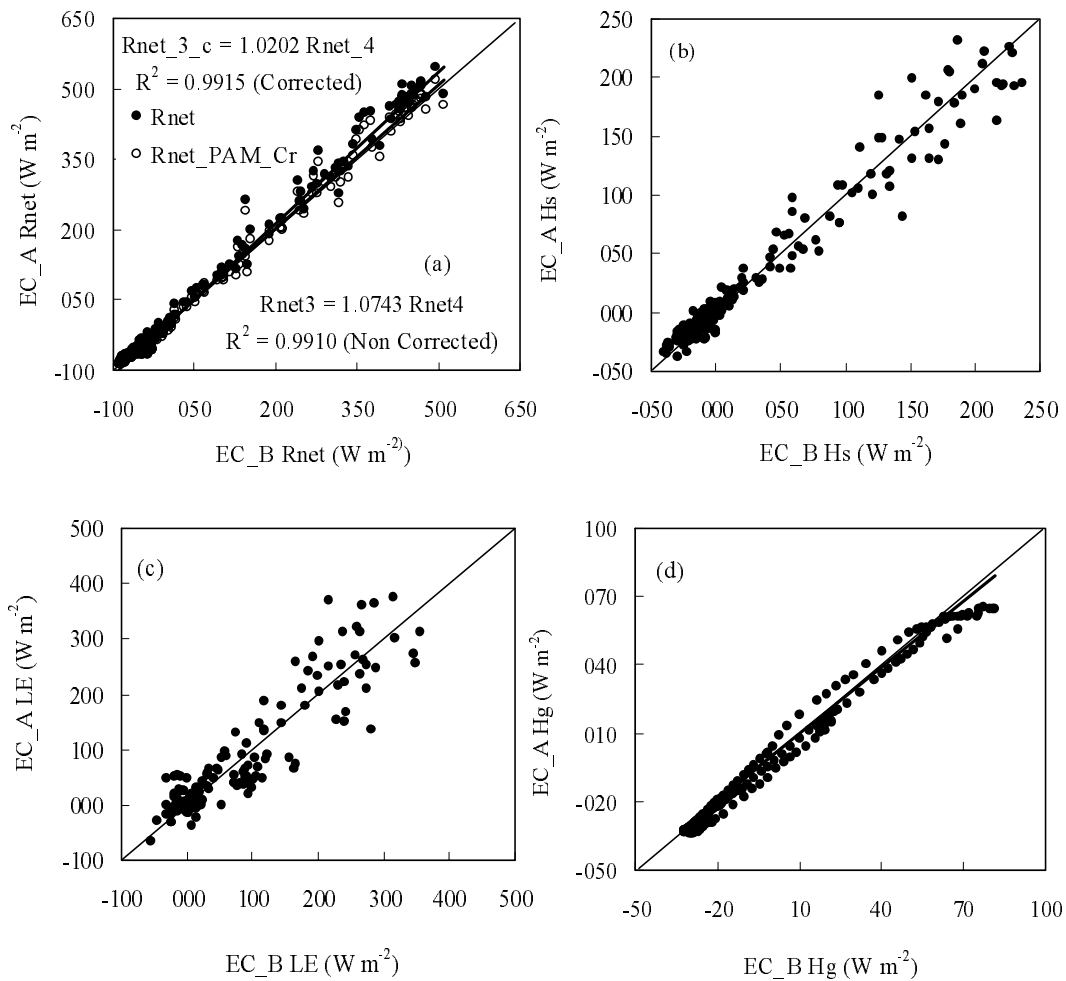 650
500
350
200
050
-100
EC_A Rnet (W m-2)
Rnet_3_c = 1.0202 Rnet_4
R2 = 0.9915 (Corrected)
Rnet
Rnet_PAM_Cr
(a)
Rnet3 = 1.0743 Rnet4
R2 = 0.9910 (Non Corrected)
-100 050 200 350 500 650
EC_B Rnet (W m-2)
250
200
150
100
050
000
-050
EC_A Hs (W m-2)
(b)
-050 000 050 100 150 200 250
EC_B Hs (W m-2)
500
400
300
200
100
000
-100
EC_A LE (W m-2)
(c)
-100 000 100 200 300 400 500
EC_B LE (W m-2)
100
070
040
010
-020
-050
EC_A Hg (W m-2)
(d)
-50 -20 10 40 70 100
EC_B Hg (W m-2)